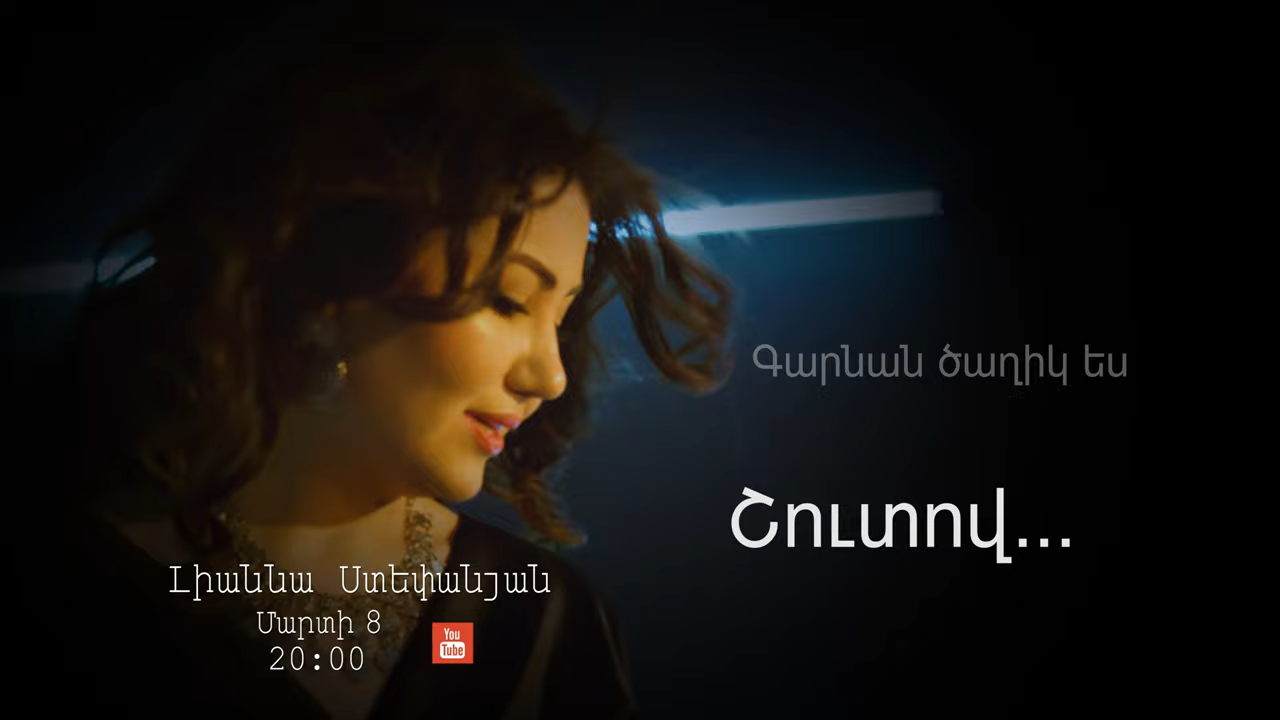 Գարնան ծաղիկ ես
Շուտով...
Լիաննա Ստեփանյան
Մարտի 8
20:00
You
Tube